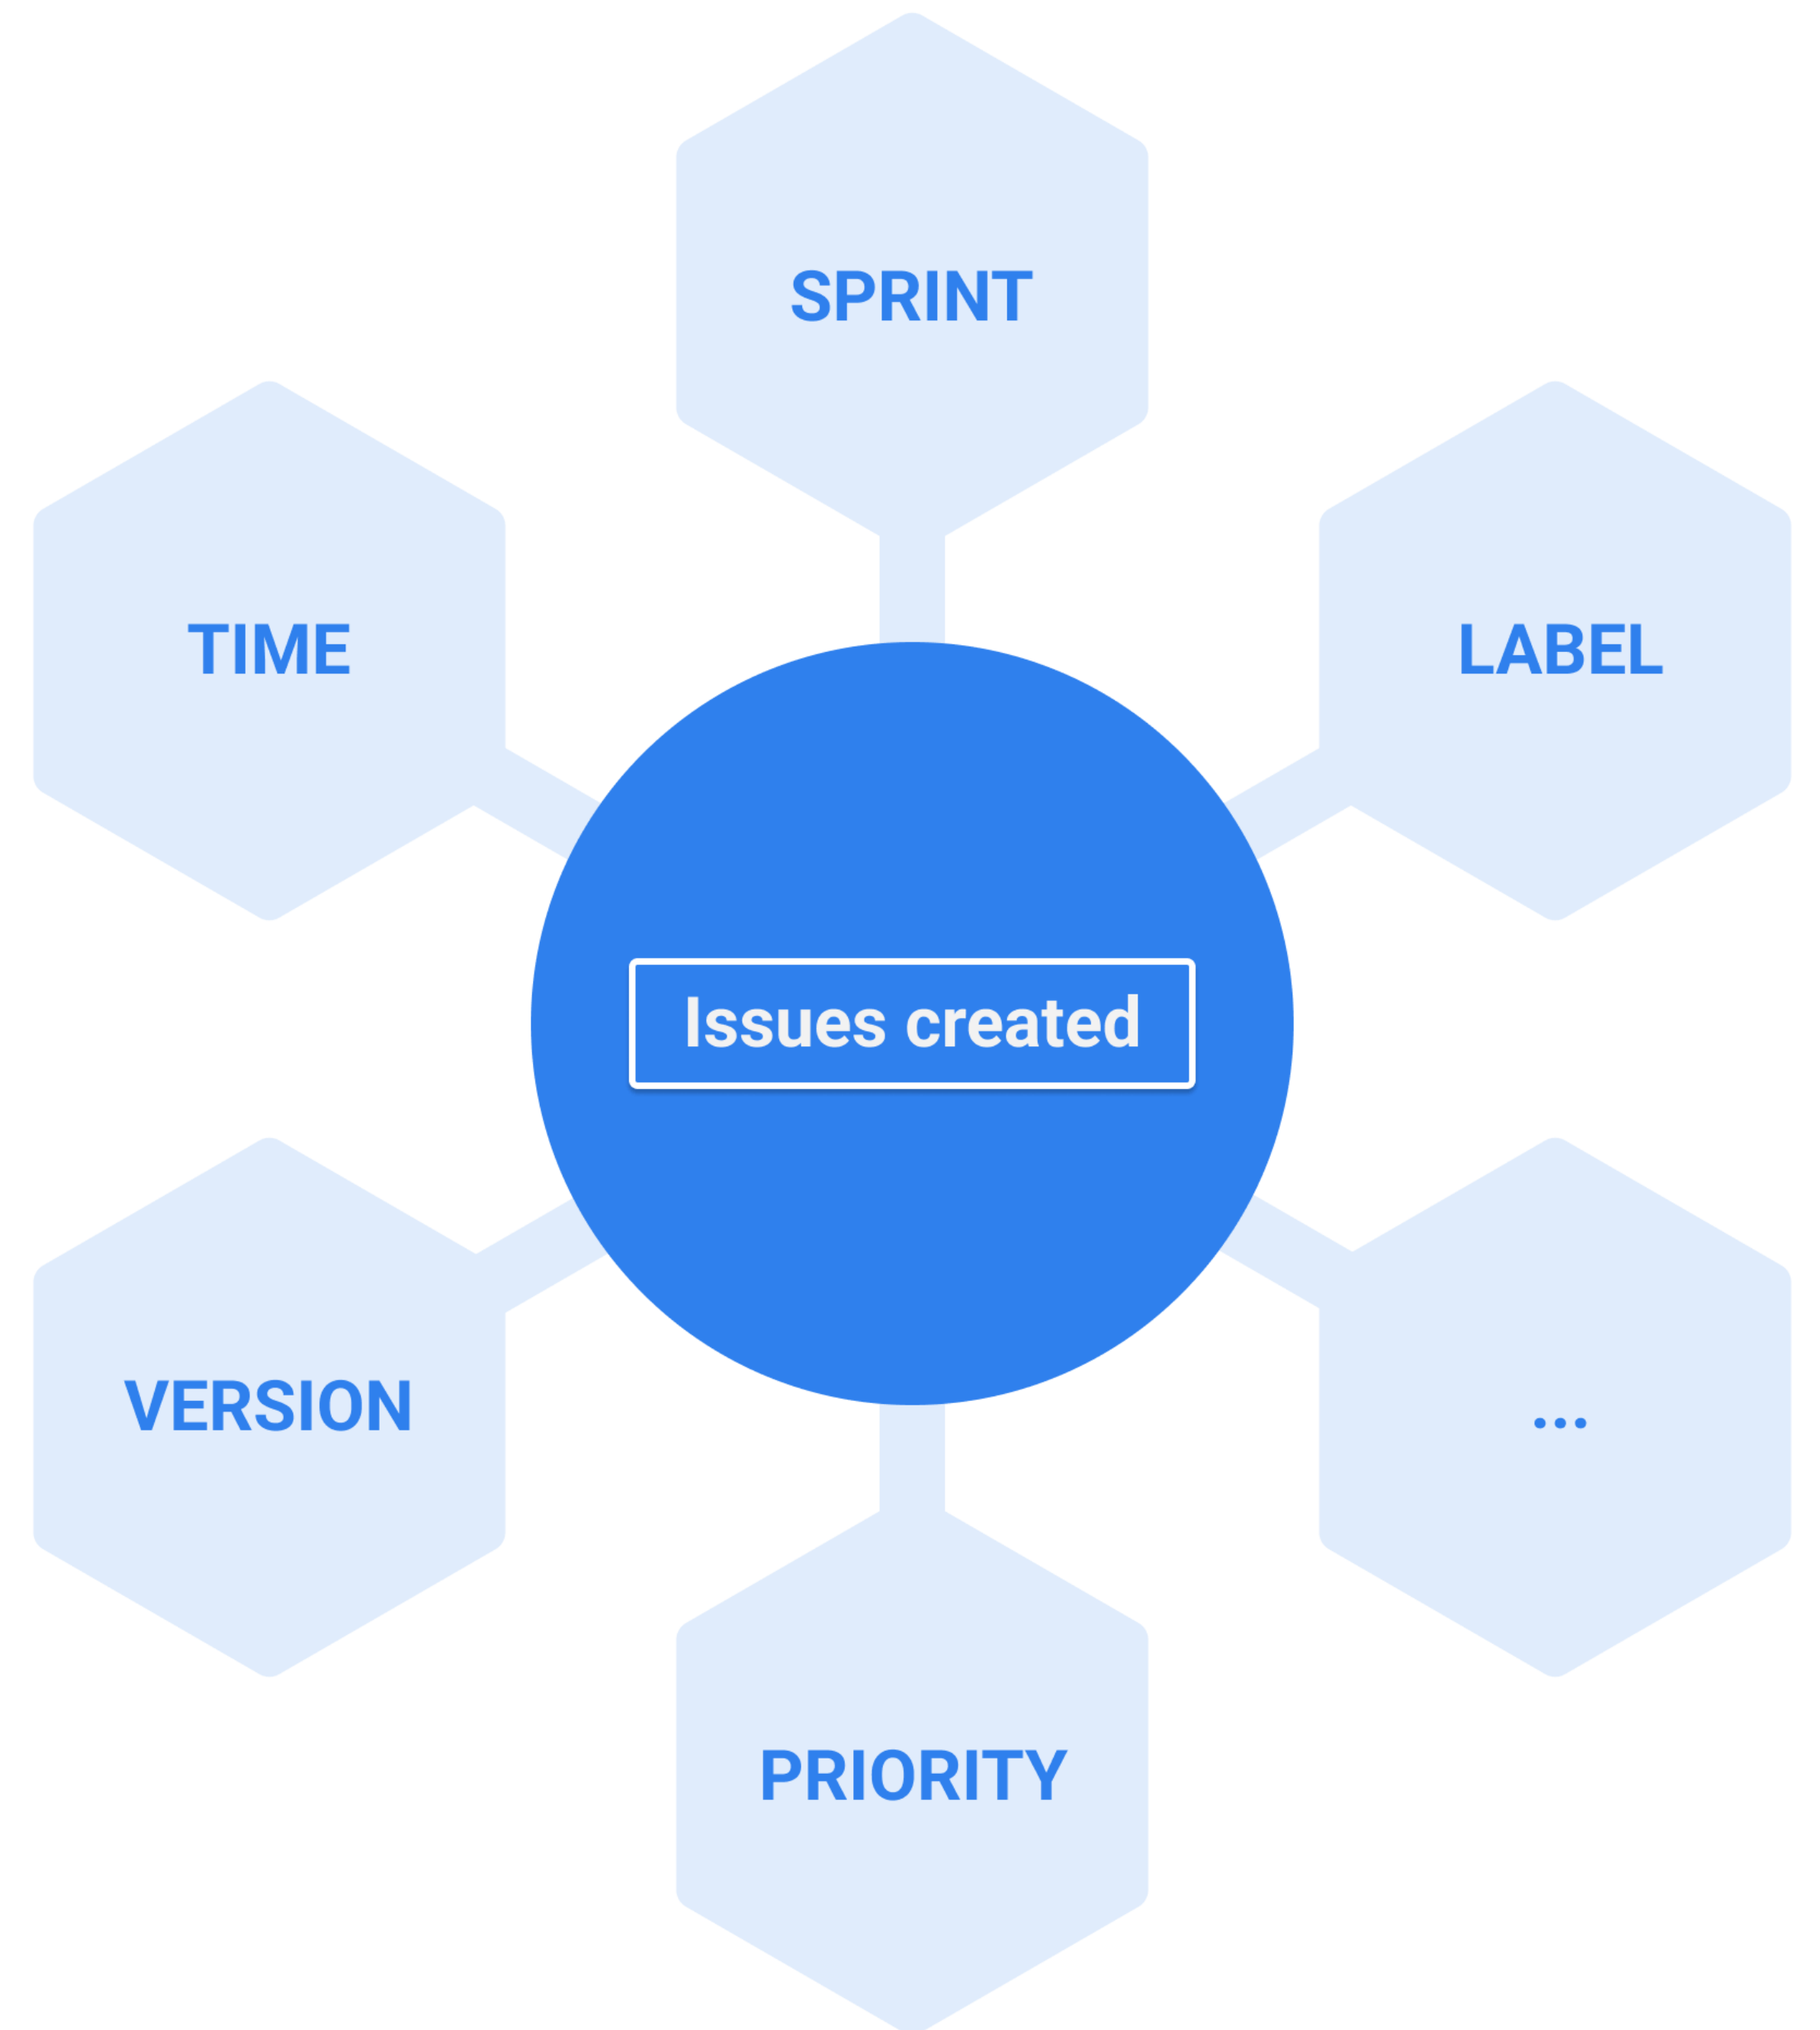 SPRINT
TIME
LABEL
Issues created
VERSION
...
PRIORITY